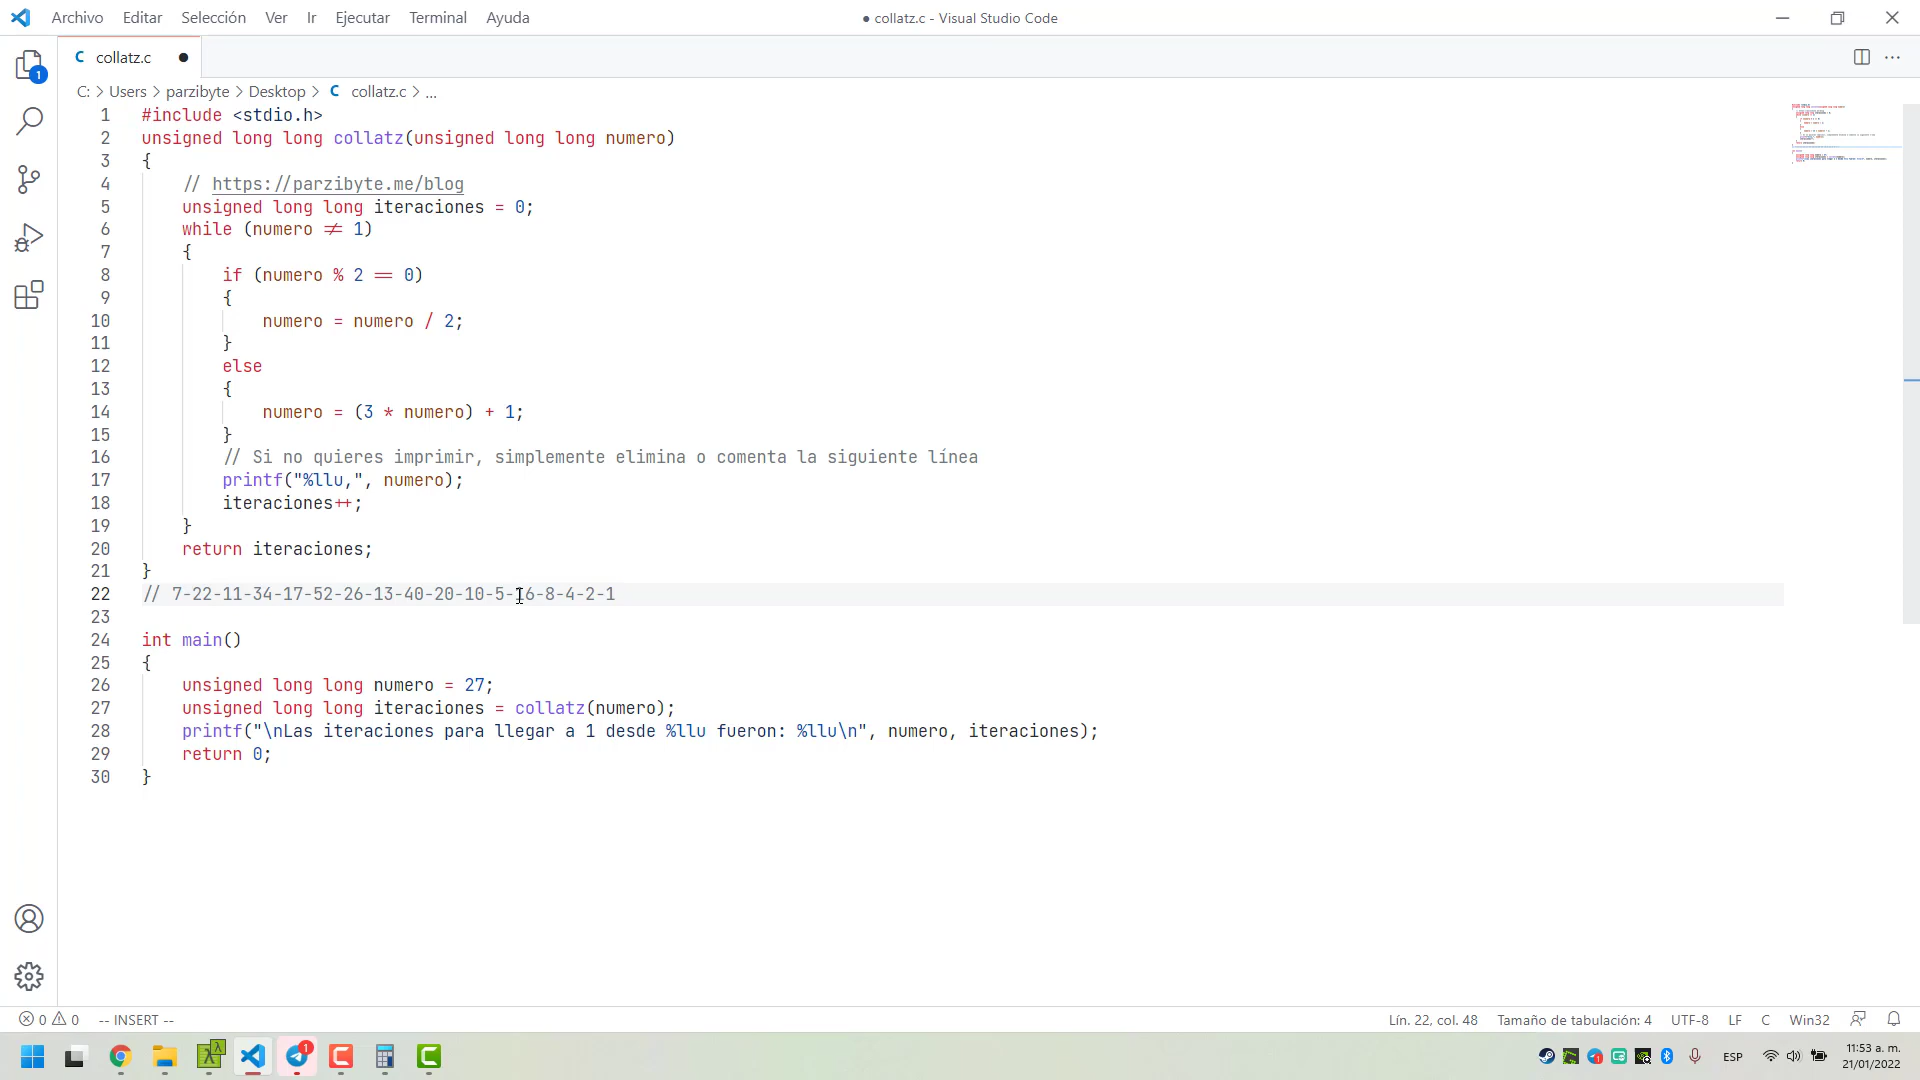 Archivo Editar Selección Ver Ir Ejecutar Terminal Ayuda ● collatz.c - Visual Studio Code
C collatz.c ●
C: > Users > parzibyte > Desktop > C collatz.c > ...
1 #include <stdio.h>
2 unsigned long long collatz(unsigned long long numero)
3 {
4 // https://parzibyte.me/blog
5 unsigned long long iteraciones = 0;
6 while (numero != 1)
7 {
8 if (numero % 2 == 0)
9 {
10 numero = numero / 2;
11 }
12 else
13 {
14 numero = (3 * numero) + 1;
15 }
16 // Si no quieres imprimir, simplemente elimina o comenta la siguiente línea
17 printf("%llu,", numero);
18 iteraciones++;
19 }
20 return iteraciones;
21 }
22 // 7-22-11-34-17-52-26-13-40-20-10-5-16-8-4-2-1
23
24 int main()
25 {
26 unsigned long long numero = 27;
27 unsigned long long iteraciones = collatz(numero);
28 printf("\nLas iteraciones para llegar a 1 desde %llu fueron: %llu\n", numero, iteraciones);
29 return 0;
30 }
1
0 0 -- INSERT -- Lín. 22, col. 48 Tamaño de tabulación: 4 UTF-8 LF C Win32
1 ESP 11:53 a. m.
21/01/2022